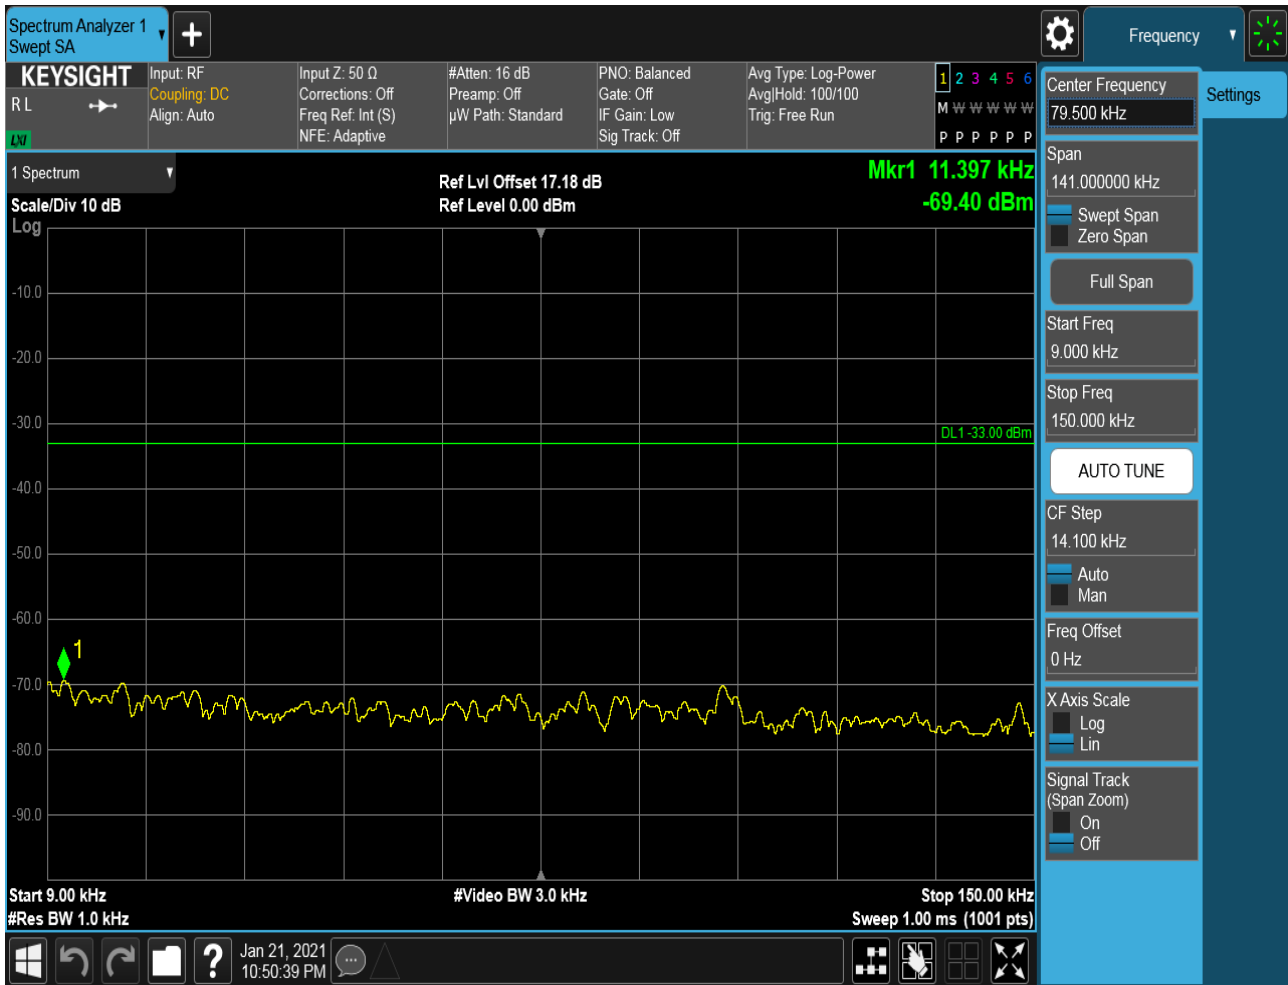 Spectrum Analyzer 1
Swept SA
+
Frequency
KEYSIGHT
R L
LXI
Input: RF
Coupling: DC
Align: Auto
Input Z: 50 Ω
Corrections: Off
Freq Ref: Int (S)
NFE: Adaptive
#Atten: 16 dB
Preamp: Off
µW Path: Standard
PNO: Balanced
Gate: Off
IF Gain: Low
Sig Track: Off
Avg Type: Log-Power
Avg|Hold: 100/100
Trig: Free Run
1 2 3 4 5 6
M W W W W W
P P P P P P
1 Spectrum
Scale/Div 10 dB
Log
Ref Lvl Offset 17.18 dB
Ref Level 0.00 dBm
Mkr1 11.397 kHz
-69.40 dBm
-10.0
-20.0
-30.0
DL1 -33.00 dBm
-40.0
-50.0
-60.0
1
-70.0
-80.0
-90.0
Start 9.00 kHz
#Res BW 1.0 kHz
#Video BW 3.0 kHz
Stop 150.00 kHz
Sweep 1.00 ms (1001 pts)
?
Jan 21, 2021
10:50:39 PM
Center Frequency
79.500 kHz
Span
141.000000 kHz
Swept Span
Zero Span
Full Span
Start Freq
9.000 kHz
Stop Freq
150.000 kHz
AUTO TUNE
CF Step
14.100 kHz
Auto
Man
Freq Offset
0 Hz
X Axis Scale
Log
Lin
Signal Track
(Span Zoom)
On
Off
Settings